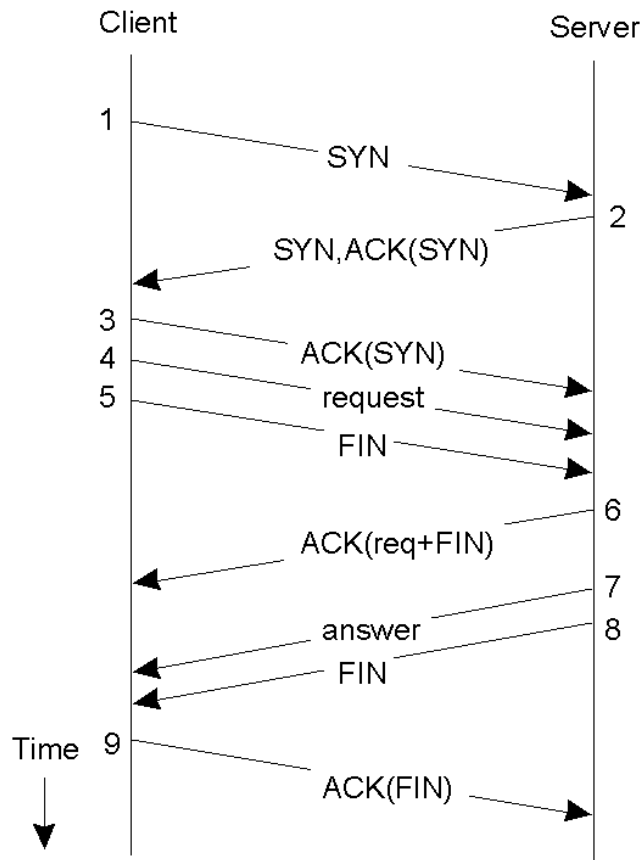 Client
Server
1
SYN
2
SYN,ACK(SYN)
3
ACK(SYN)
4
request
5
FIN
6
ACK(req+FIN)
7
answer
8
FIN
9
Time
ACK(FIN)